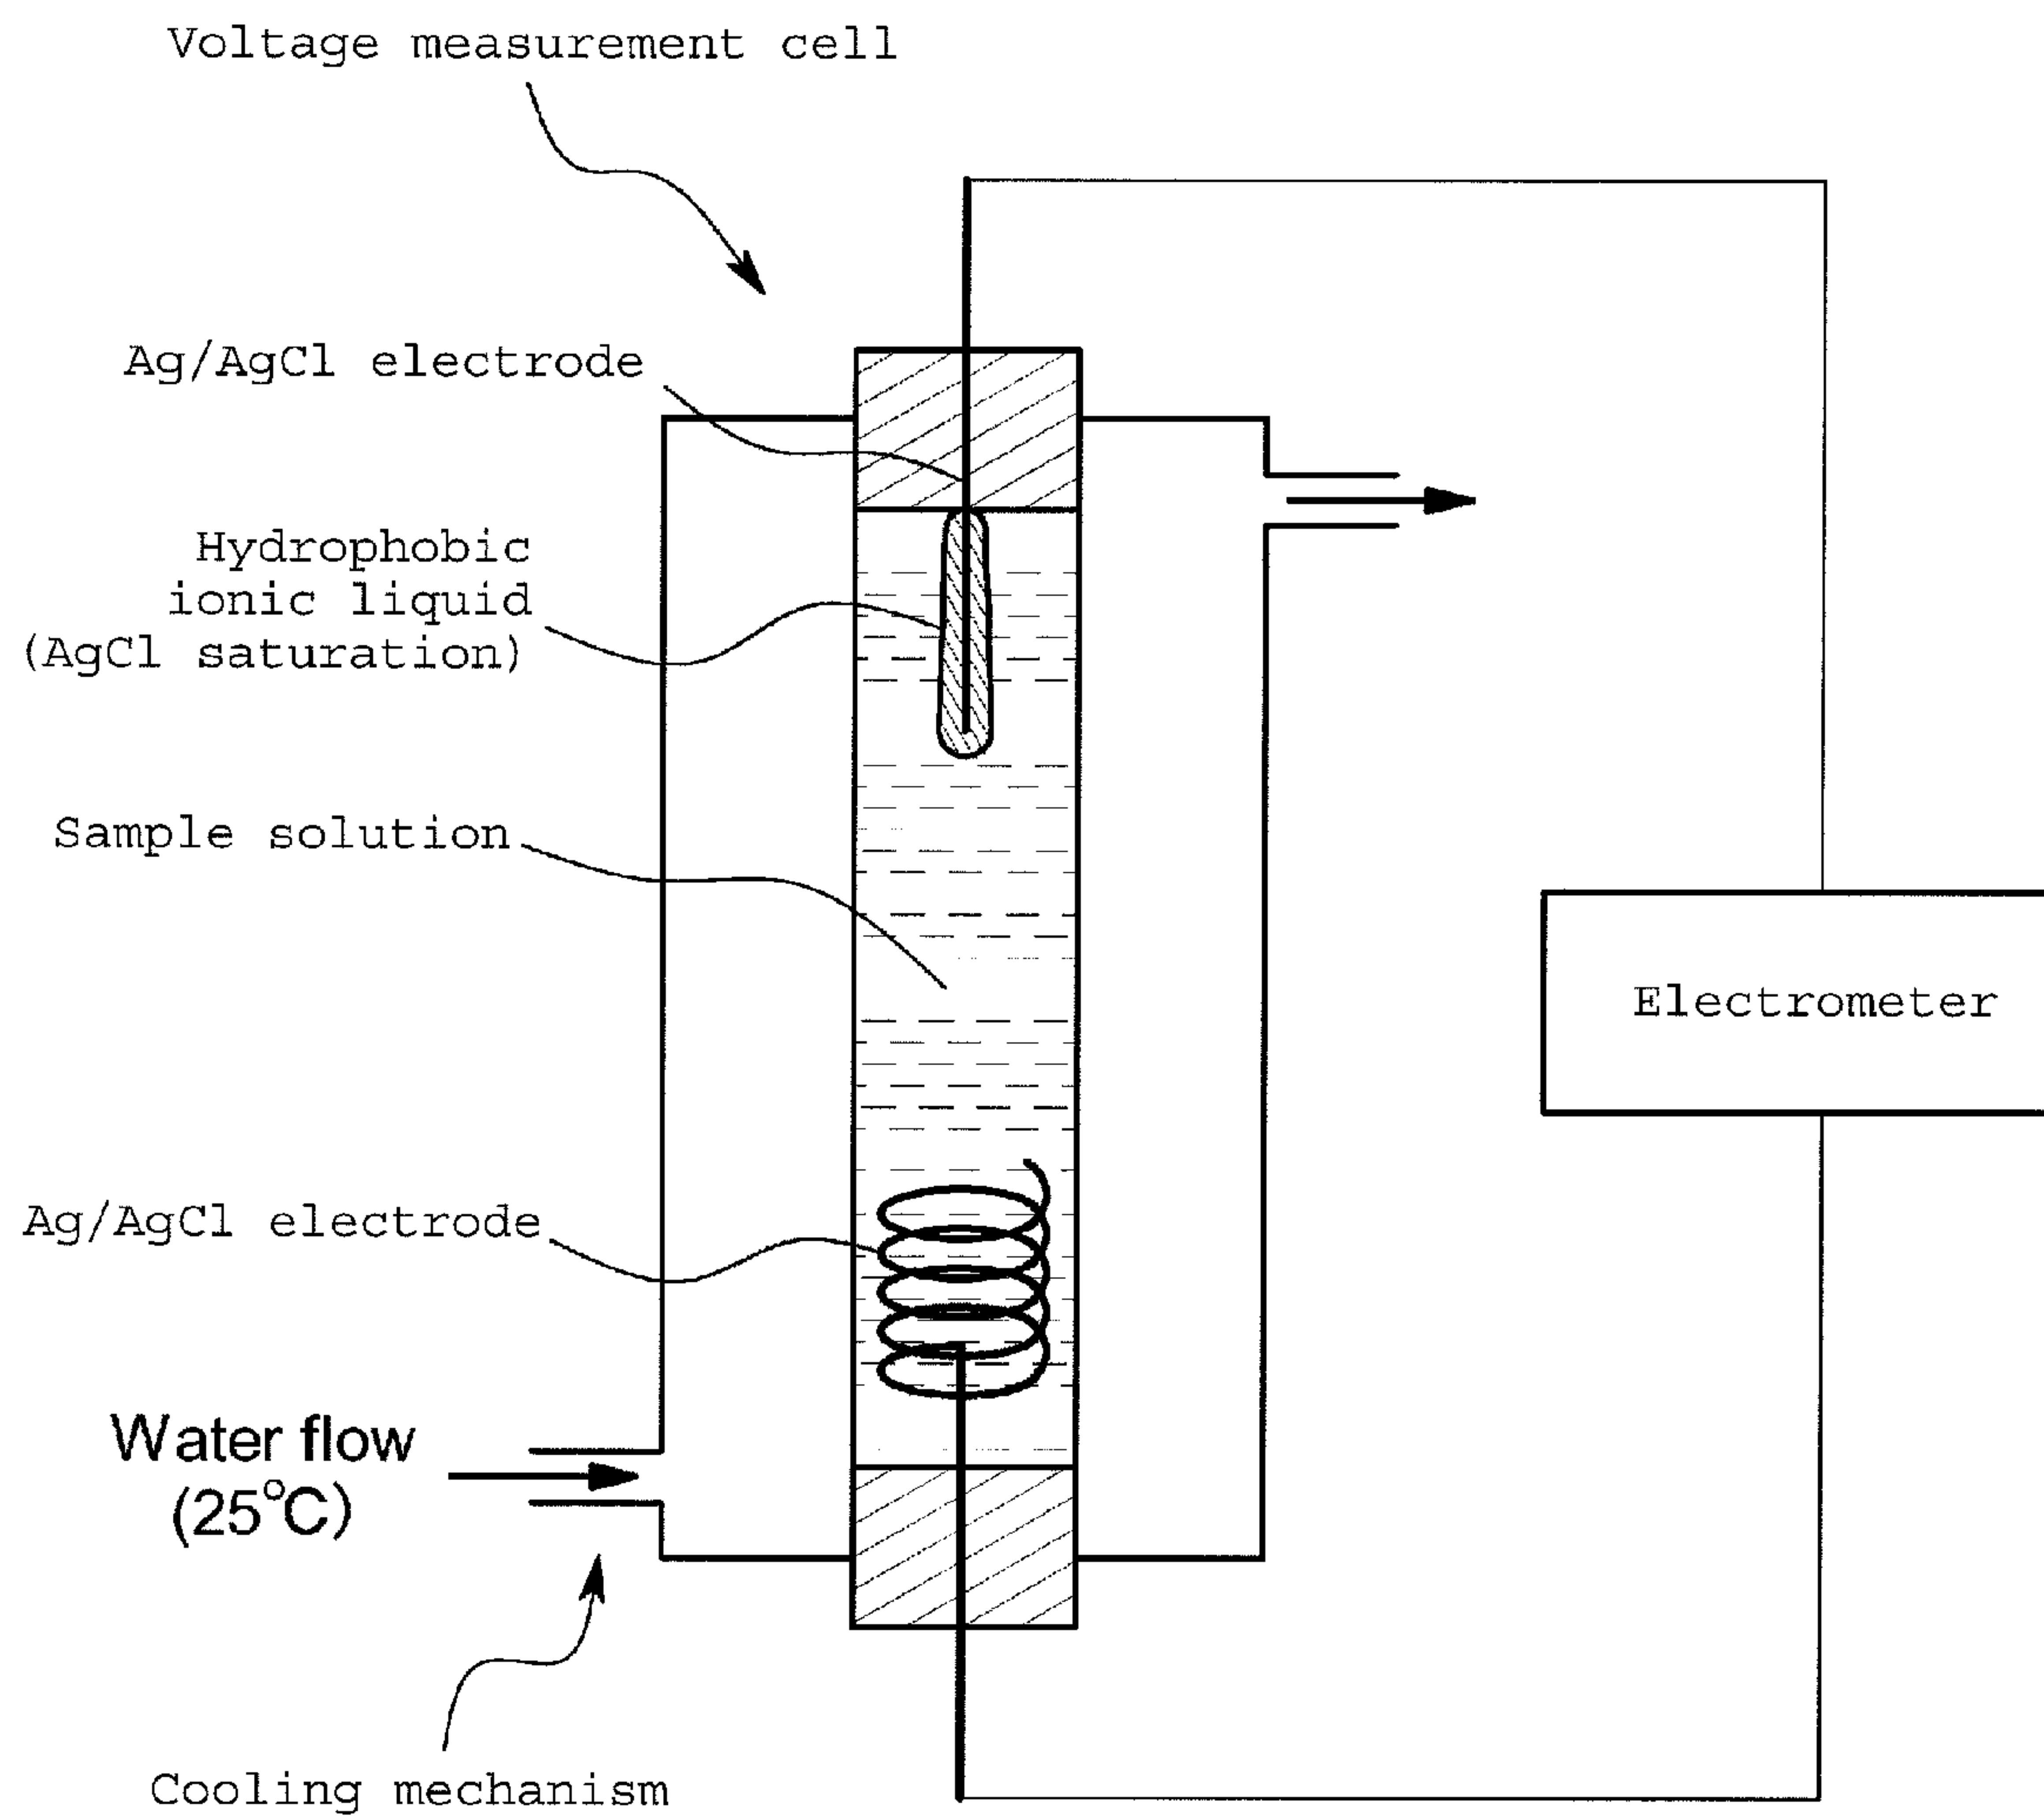 Voltage measurement cell
Ag/AgCl electrode
Hydrophobic
ionic liquid
(AgCl saturation)
Sample solution
Electrometer
Ag/AgCl electrode
Water flow
(25°C)
Cooling mechanism